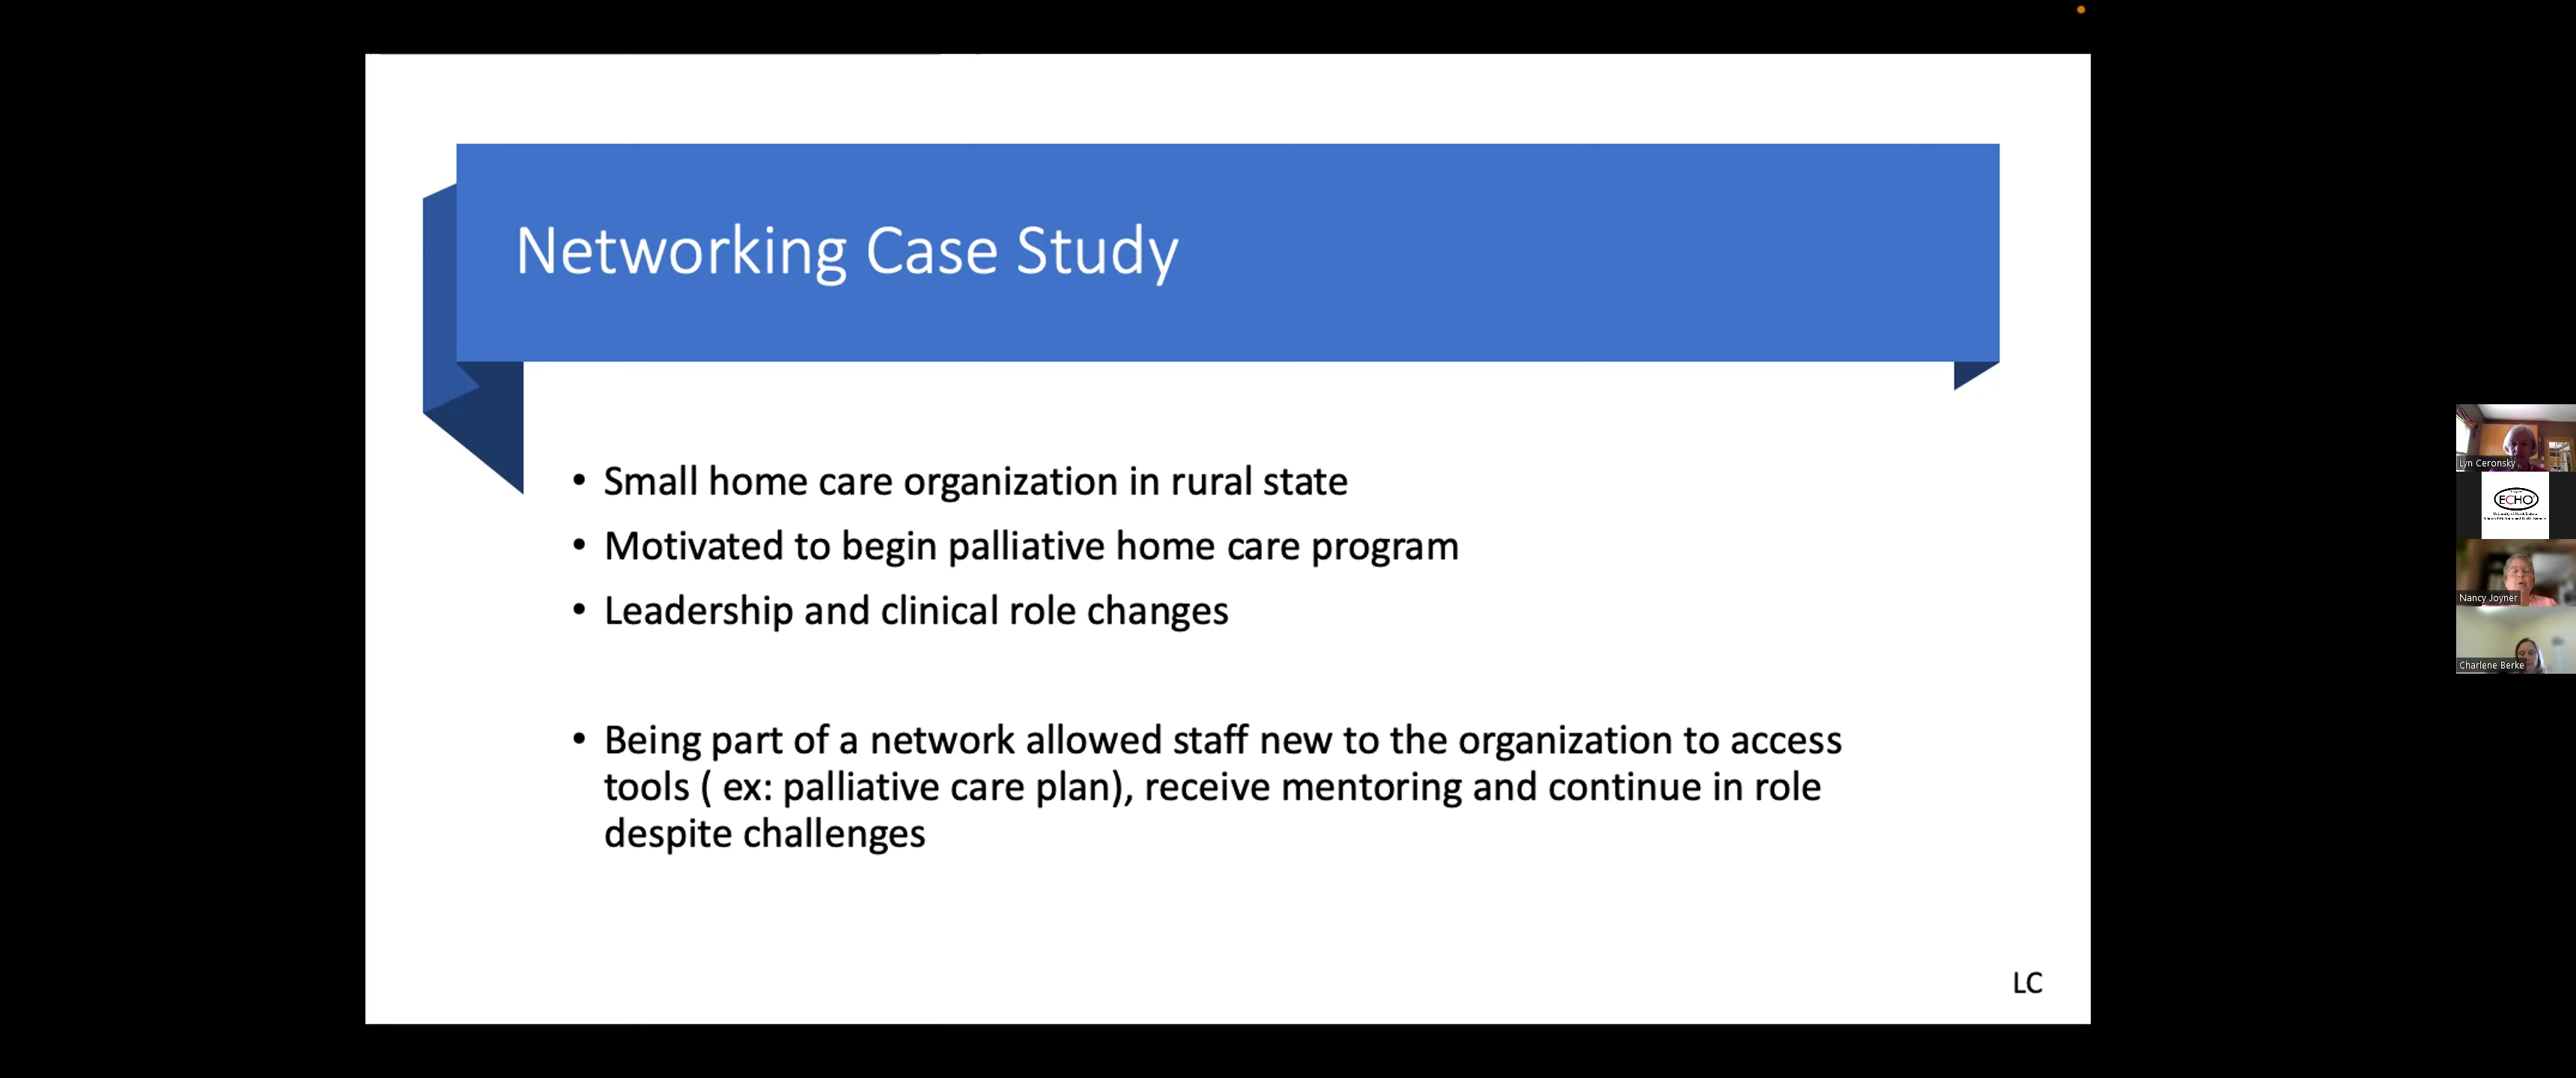 Networking Case Study
• Small home care organization in rural state
• Motivated to begin palliative home care program
• Leadership and clinical role changes
• Being part of a network allowed staff new to the organization to access
tools ( ex: palliative care plan), receive mentoring and continue in role
despite challenges
LC
Lyn Ceronsky
ECHO
Nancy Joyner
Charlene Berke